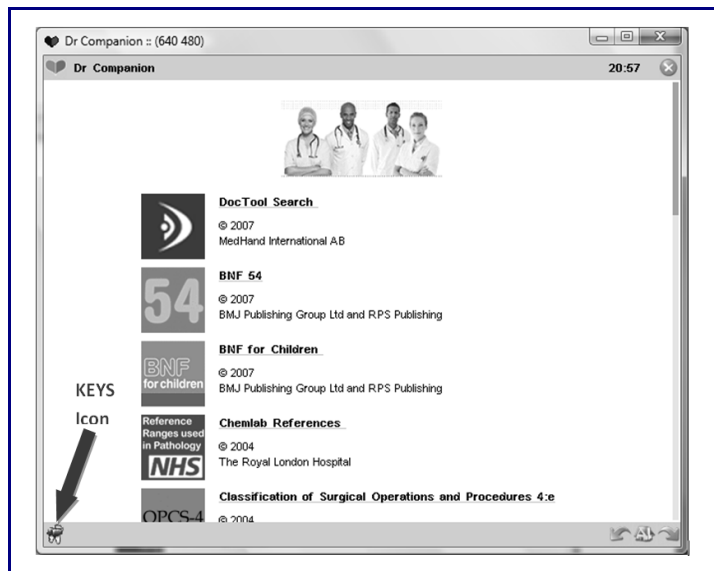 Dr Companion :: (640 480)
Dr Companion
20:57
DocTool Search
© 2007
MedHand International AB
54
BNF 54
© 2007
BMJ Publishing Group Ltd and RPS Publishing
BNF
for children
BNF for Children
© 2007
BMJ Publishing Group Ltd and RPS Publishing
KEYS
Icon
Reference
Ranges used
in Pathology
NHS
Chemlab References
© 2004
The Royal London Hospital
OPCS-4
Classification of Surgical Operations and Procedures 4:e
© 2004